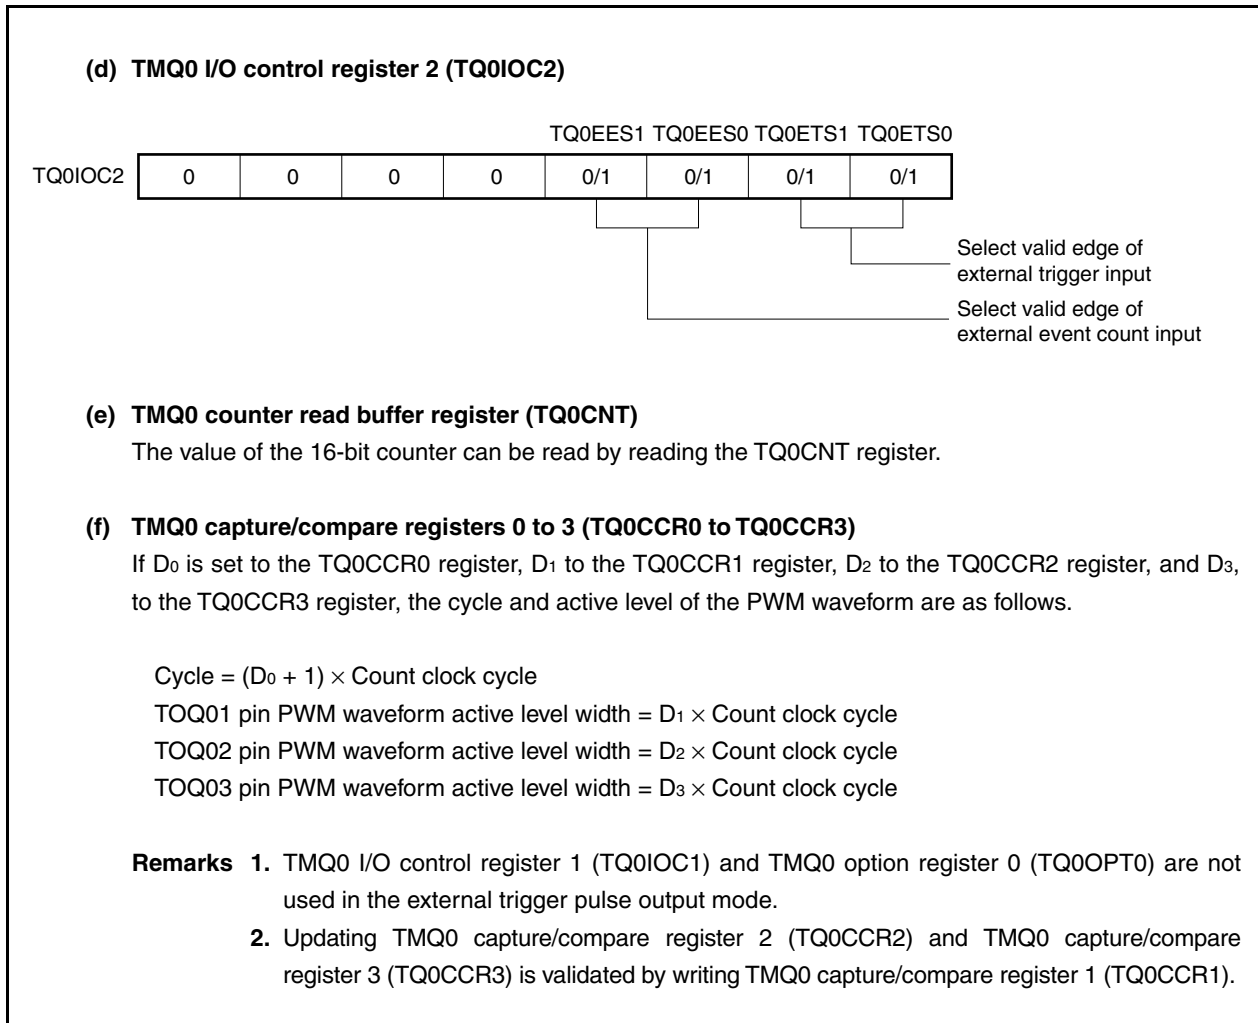 (d) TMQ0 I/O control register 2 (TQ0IOC2)
TQ0EES1 TQ0EES0 TQ0ETS1 TQ0ETS0
TQ0IOC2 0 0 0 0 0/1 0/1 0/1 0/1
Select valid edge of
external trigger input
Select valid edge of
external event count input
(e) TMQ0 counter read buffer register (TQ0CNT)
The value of the 16-bit counter can be read by reading the TQ0CNT register.
(f) TMQ0 capture/compare registers 0 to 3 (TQ0CCR0 to TQ0CCR3)
If D0 is set to the TQ0CCR0 register, D1 to the TQ0CCR1 register, D2 to the TQ0CCR2 register, and D3,
to the TQ0CCR3 register, the cycle and active level of the PWM waveform are as follows.
Cycle = (D0 + 1) × Count clock cycle
TOQ01 pin PWM waveform active level width = D1 × Count clock cycle
TOQ02 pin PWM waveform active level width = D2 × Count clock cycle
TOQ03 pin PWM waveform active level width = D3 × Count clock cycle
Remarks 1. TMQ0 I/O control register 1 (TQ0IOC1) and TMQ0 option register 0 (TQ0OPT0) are not
used in the external trigger pulse output mode.
2. Updating TMQ0 capture/compare register 2 (TQ0CCR2) and TMQ0 capture/compare
register 3 (TQ0CCR3) is validated by writing TMQ0 capture/compare register 1 (TQ0CCR1).